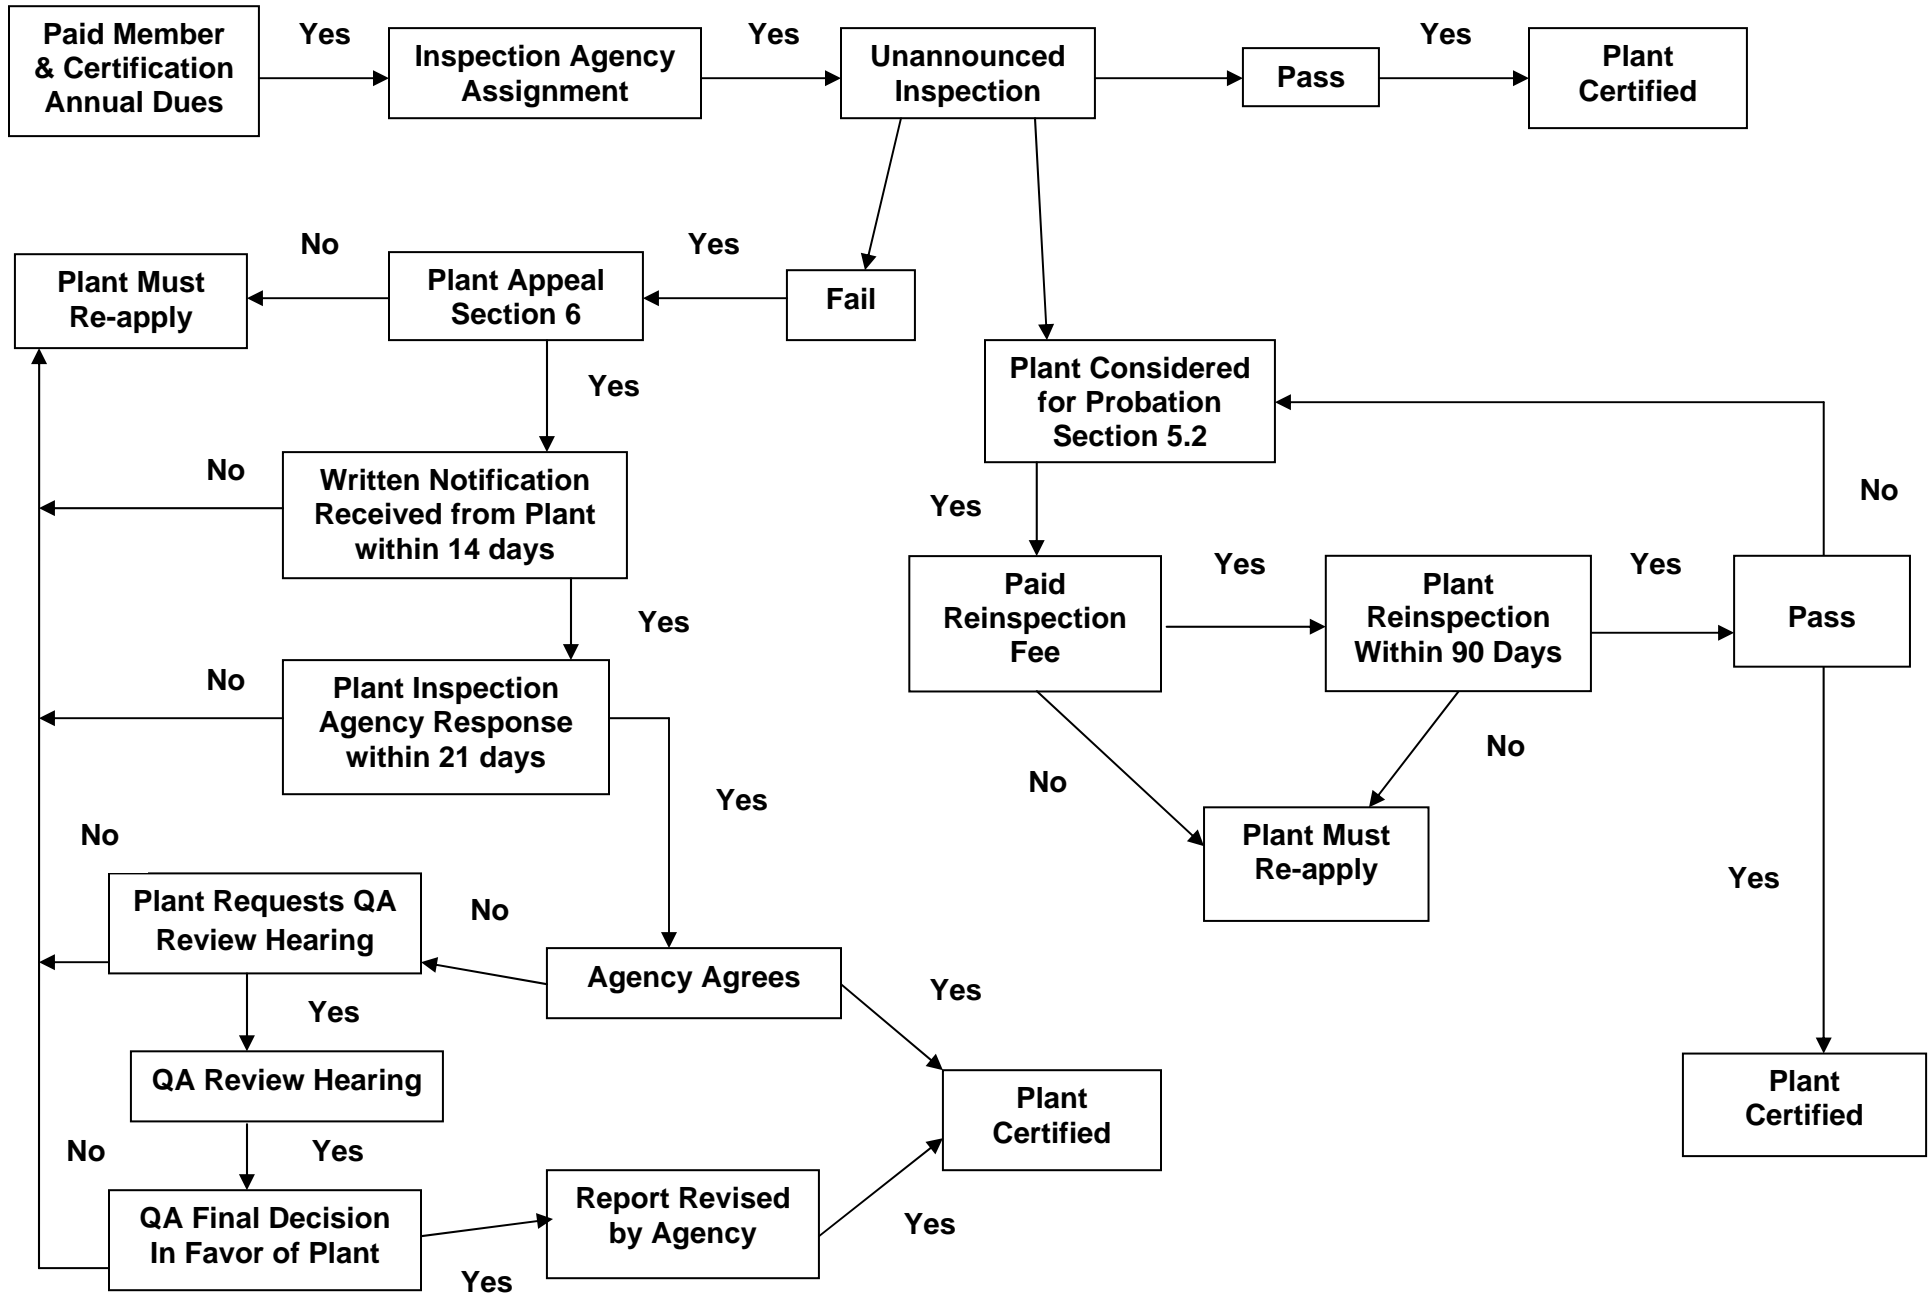 Paid Member
& Certification
Annual Dues
Yes
Inspection Agency
Assignment
Yes
Unannounced
Inspection
Pass
Yes
Plant
Certified
Plant Must
Re-apply
No
Plant Appeal
Section 6
Yes
Fail
Yes
Plant Considered
for Probation
Section 5.2
No
Written Notification
Received from Plant
within 14 days
Yes
No
Paid
Reinspection
Fee
Yes
Plant
Reinspection
Within 90 Days
Yes
Pass
Yes
No
Plant Inspection
Agency Response
within 21 days
Yes
No
No
Plant Must
Re-apply
Yes
No
Plant Requests QA
Review Hearing
No
Agency Agrees
Yes
Yes
QA Review Hearing
Plant
Certified
Plant
Certified
No
Yes
QA Final Decision
In Favor of Plant
Yes
Report Revised
by Agency
Yes